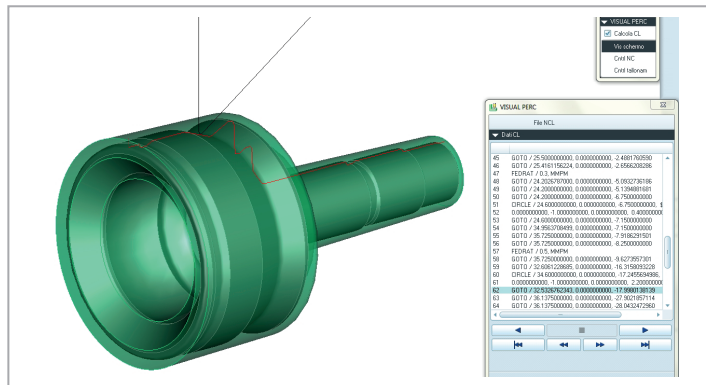 VISUAL PERC
Calcola CL
Vis schermo
Cntrl NC
Cntrl tallonam
VISUAL PERC
File NCL
Dati CL
45 GOTO / 25.5000000000, 0.0000000000, -2.4881760590
46 GOTO / 25.4161156224, 0.0000000000, -2.6566208286
47 FEDRAT / 0.3, MMPM
48 GOTO / 24.2026787000, 0.0000000000, -5.0932736186
49 GOTO / 24.2000000000, 0.0000000000, -5.1394881681
50 GOTO / 24.2000000000, 0.0000000000, -6.7500000000
51 CIRCLE / 24.6000000000, 0.0000000000, -6.7500000000, $
52 0.0000000000, -1.0000000000, 0.0000000000, 0.400000000
53 GOTO / 24.6000000000, 0.0000000000, -7.1500000000
54 GOTO / 34.9563708499, 0.0000000000, -7.1500000000
55 GOTO / 35.7250000000, 0.0000000000, -7.9186291501
56 GOTO / 35.7250000000, 0.0000000000, -8.2500000000
57 FEDRAT / 0.5, MMPM
58 GOTO / 35.7250000000, 0.0000000000, -9.6273557301
59 GOTO / 32.6061228685, 0.0000000000, -16.3158093228
60 CIRCLE / 34.6000000000, 0.0000000000, -17.2455694986,
61 0.0000000000, -1.0000000000, 0.0000000000, 2.20000000
62 GOTO / 32.5326762343, 0.0000000000, -17.9980138139
63 GOTO / 36.1375000000, 0.0000000000, -27.9021857114
64 GOTO / 36.1375000000, 0.0000000000, -28.0432472960